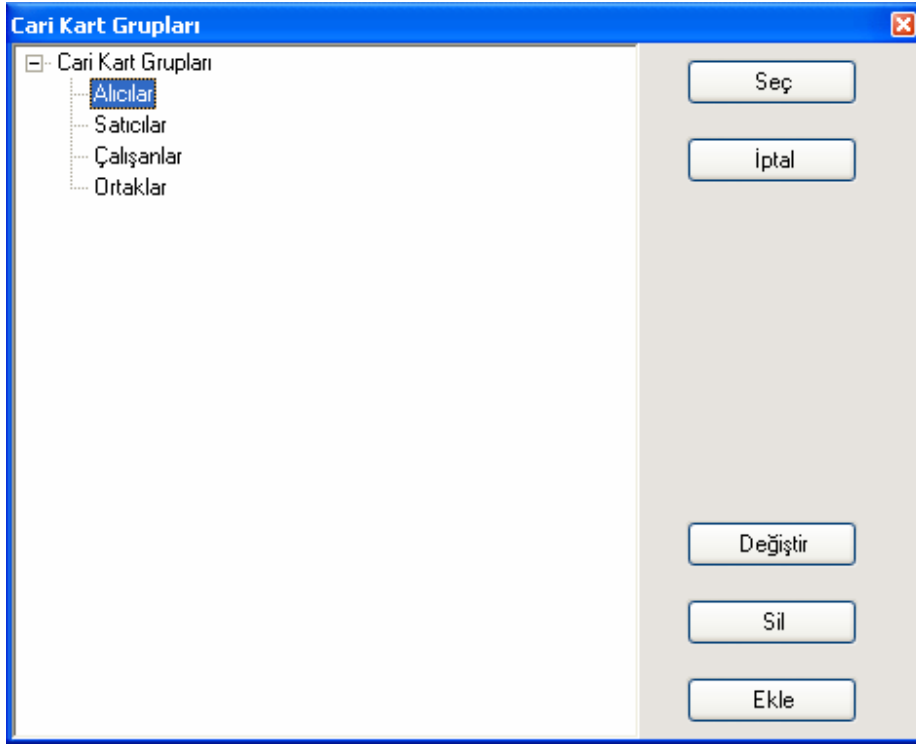 Cari Kart Grupları
Cari Kart Grupları
Alıcılar
Satıcılar
Çalışanlar
Ortaklar
Seç
İptal
Değiştir
Sil
Ekle